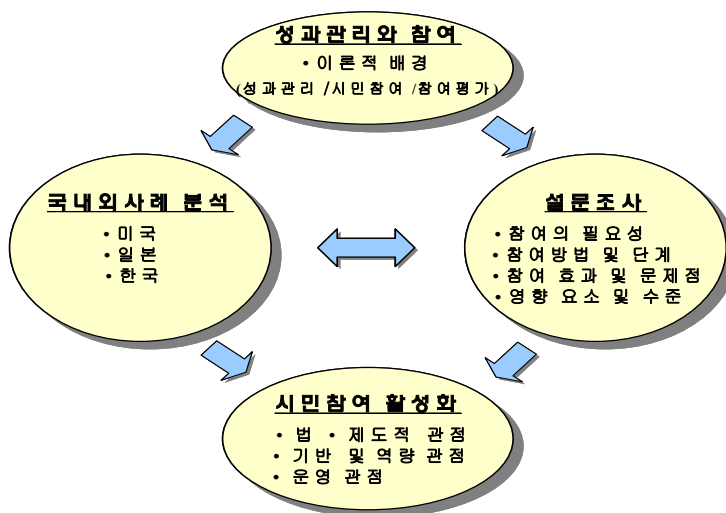 성과관리와 참여
• 이론적 배경
(성과관리 /시민참여 /참여평가)
국내외사례 분석
• 미국
• 일본
• 한국
설문조사
• 참여의 필요성
• 참여방법 및 단계
• 참여 효과 및 문제점
• 영향 요소 및 수준
시민참여 활성화
• 법 • 제도적 관점
• 기반 및 역량 관점
• 운영 관점